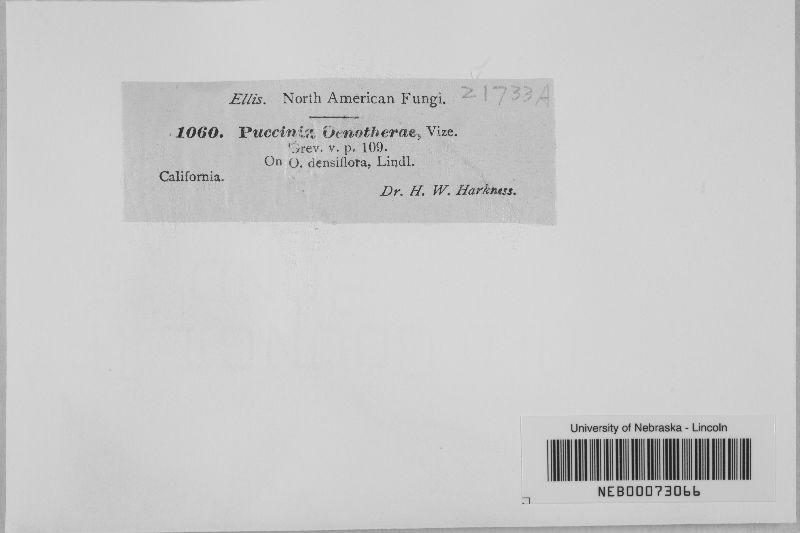 Ellis. North American Fungi. 21733A
1060. Puccinia Oenotherae, Vize.
Grev. v. p. 109.
On O. densiflora, Lindl.
California.
Dr. H. W. Harkness.
University of Nebraska - Lincoln
NEB00073066